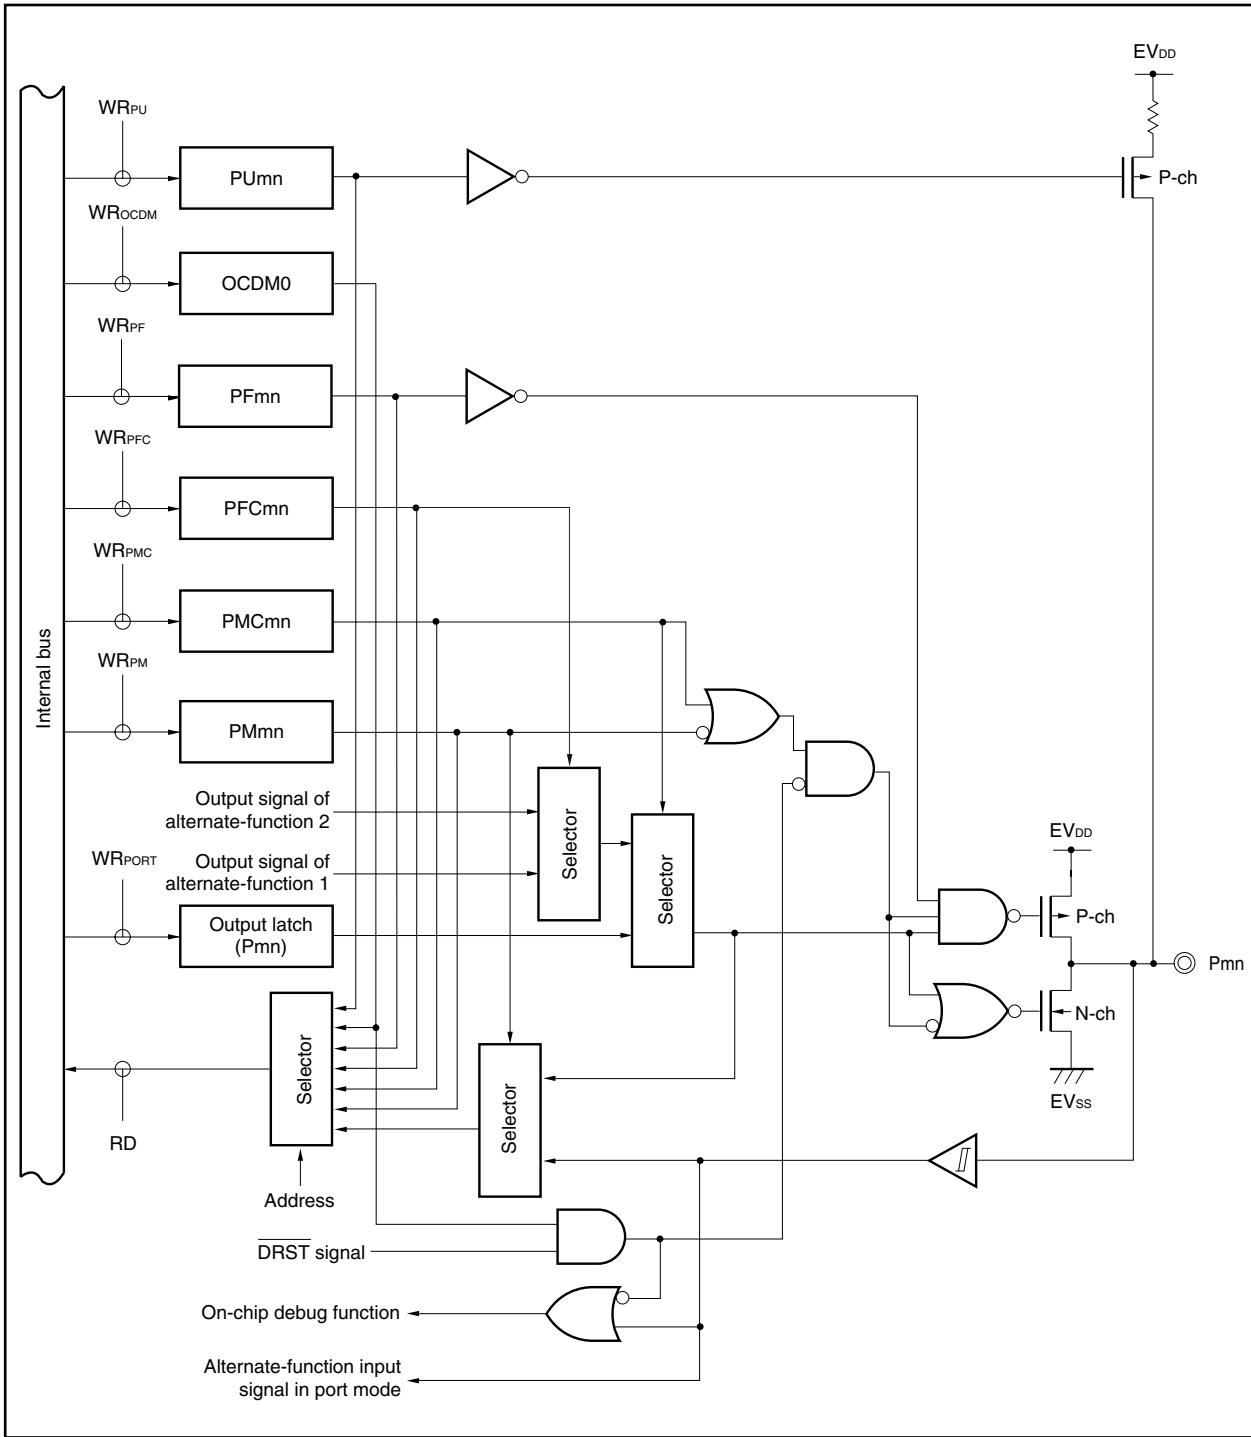 EVDD
WRPU
PUmn
P-ch
WROCDM
OCDM0
WRPF
PFmn
WRPFC
PFCmn
WRPMC
PMCmn
Internal bus
WRPM
PMmn
Output signal of
alternate-function 2
Selector
EVDD
WRPORT
Output signal of
alternate-function 1
Selector
Output latch
(Pmn)
P-ch
Pmn
N-ch
Selector
Selector
EVSS
RD
Address
DRST signal
On-chip debug function
Alternate-function input
signal in port mode